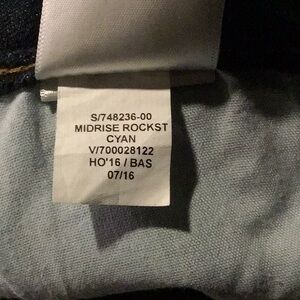 S/748236-00
MIDRISE ROCKST
CYAN
V/700028122
HO'16 / BAS
07/16